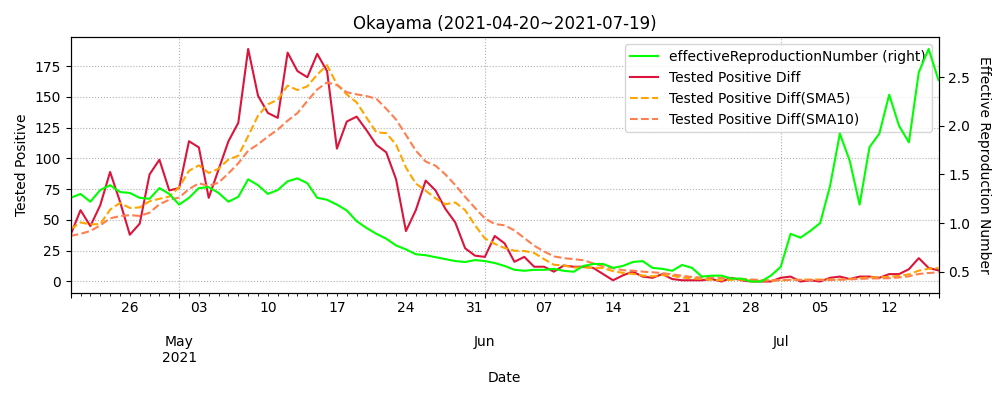 Okayama (2021-04-20~2021-07-19)
effectiveReproductionNumber (right)
Tested Positive Diff
Tested Positive Diff(SMA5)
Tested Positive Diff(SMA10)
Tested Positive
175
150
125
100
75
50
25
0
2.5
2.0
1.5
1.0
0.5
Effective Reproduction Number
26 03 10 17 24 31 07 14 21 28 05 12
May Jun Jul
2021
Date